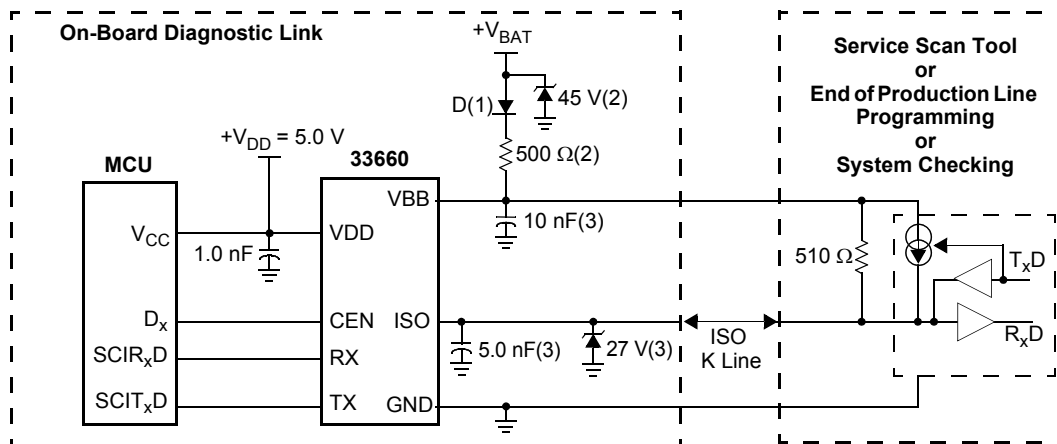 On-Board Diagnostic Link
+VBAT
D(1)
45 V(2)
500 Ω(2)
+VDD = 5.0 V
MCU
33660
VBB
10 nF(3)
VCC
1.0 nF
VDD
Dx
CEN
ISO
SCIRxD
RX
5.0 nF(3)
27 V(3)
SCITxD
TX
GND
ISO
K Line
Service Scan Tool
or
End of Production Line
Programming
or
System Checking
510 Ω
TxD
RxD